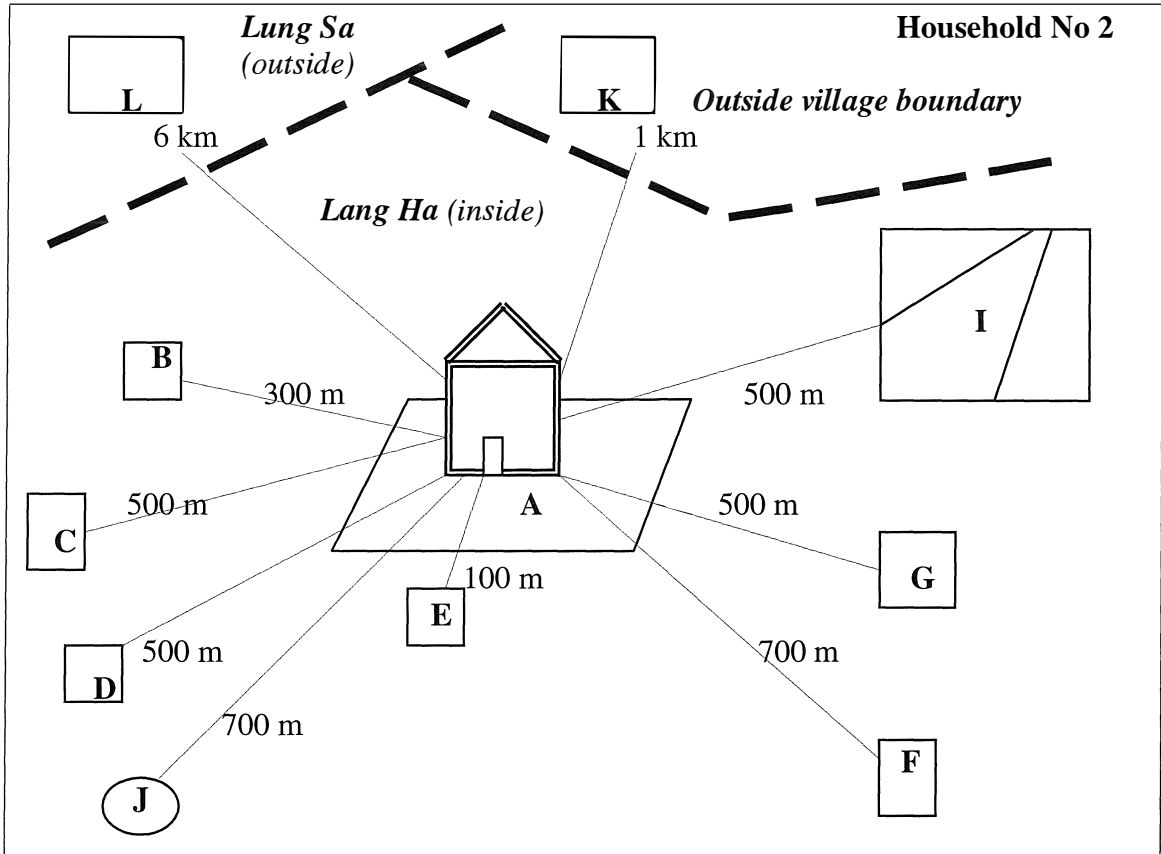 Lung Sa
(outside)
Household No 2
L
K
Outside village boundary
6 km
1 km
Lang Ha (inside)
I
B
300 m
500 m
500 m
A
500 m
C
G
100 m
E
500 m
700 m
D
700 m
F
J